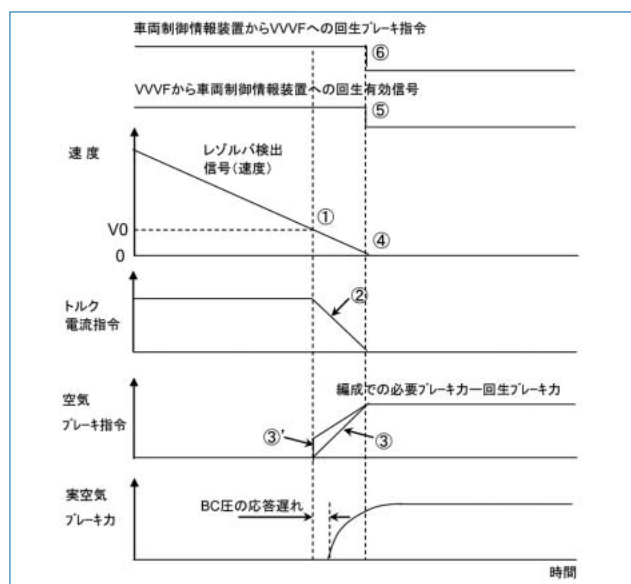 車両制御情報装置からVVVFへの回生ブレーキ指令
⑥
VVVFから車両制御情報装置への回生有効信号
⑤
速度
レゾルバ検出
信号(速度)
①
V0
④
0
②
トルク
電流指令
編成での必要ブレーキ力ー回生ブレーキ力
空気
ブレーキ指令
③'
③
実空気
ブレーキ力
BC圧の応答遅れ
時間